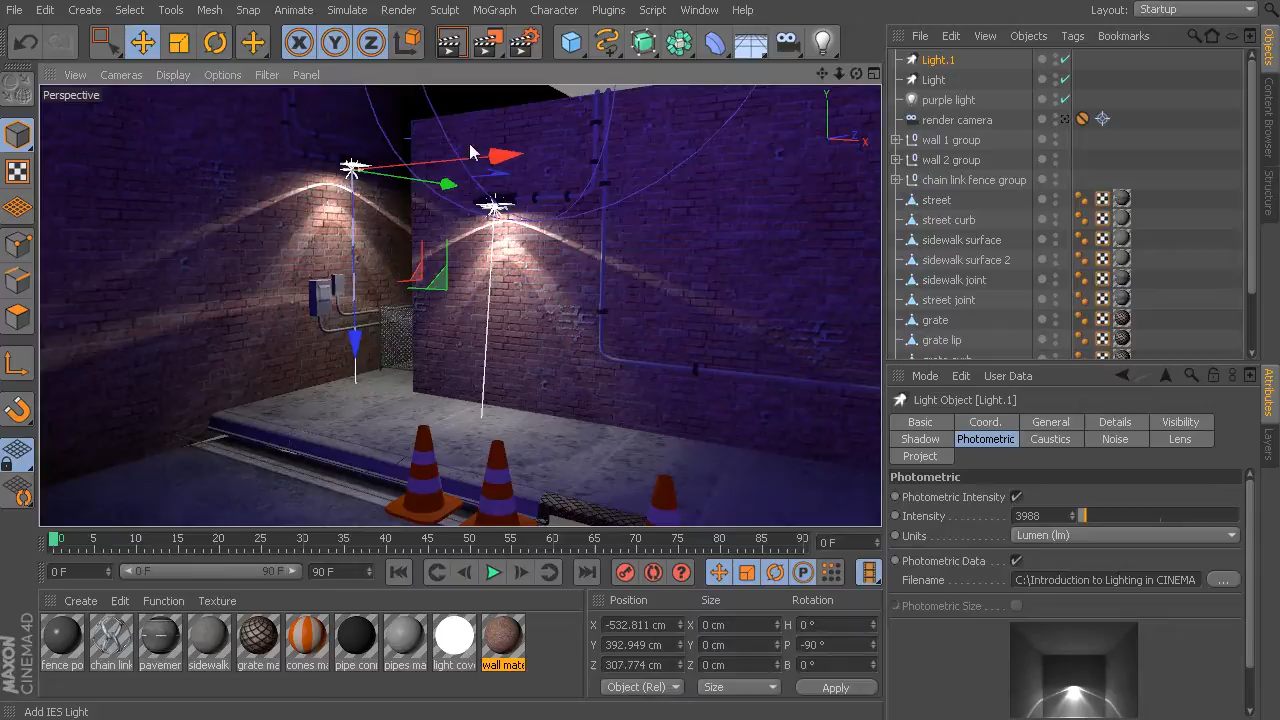 File Edit Create Select Tools Mesh Snap Animate Simulate Render Sculpt MoGraph Character Plugins Script Window Help Layout: Startup
File Edit View Objects Tags Bookmarks
View Cameras Display Options Filter Panel
Perspective
Y
Z
X
Light.1
Light
purple light
render camera
wall 1 group
wall 2 group
chain link fence group
street
street curb
sidewalk surface
sidewalk surface 2
sidewalk joint
street joint
grate
grate lip
grate curb
Objects
Content Browser
Structure
Mode Edit User Data
Light Object [Light.1]
Basic Coord. General Details Visibility
Shadow Photometric Caustics Noise Lens
Project
Photometric
Photometric Intensity
Intensity 3988
Units Lumen (lm)
Photometric Data
Filename C:\Introduction to Lighting in CINEMA ...
Photometric Size
Attributes
Layers
0 5 10 15 20 25 30 35 40 45 50 55 60 65 70 75 80 85 90 0 F
0 F 0 F 90 F 90 F
Create Edit Function Texture
fence po chain link pavemer sidewalk grate ma cones ma pipe conn pipes ma light cove wall mate
Position Size Rotation
X -532.811 cm X 0 cm H 0 °
Y 392.949 cm Y 0 cm P -90 °
Z 307.774 cm Z 0 cm B 0 °
Object (Rel) Size Apply
MAXON
CINEMA 4D
Add IES Light